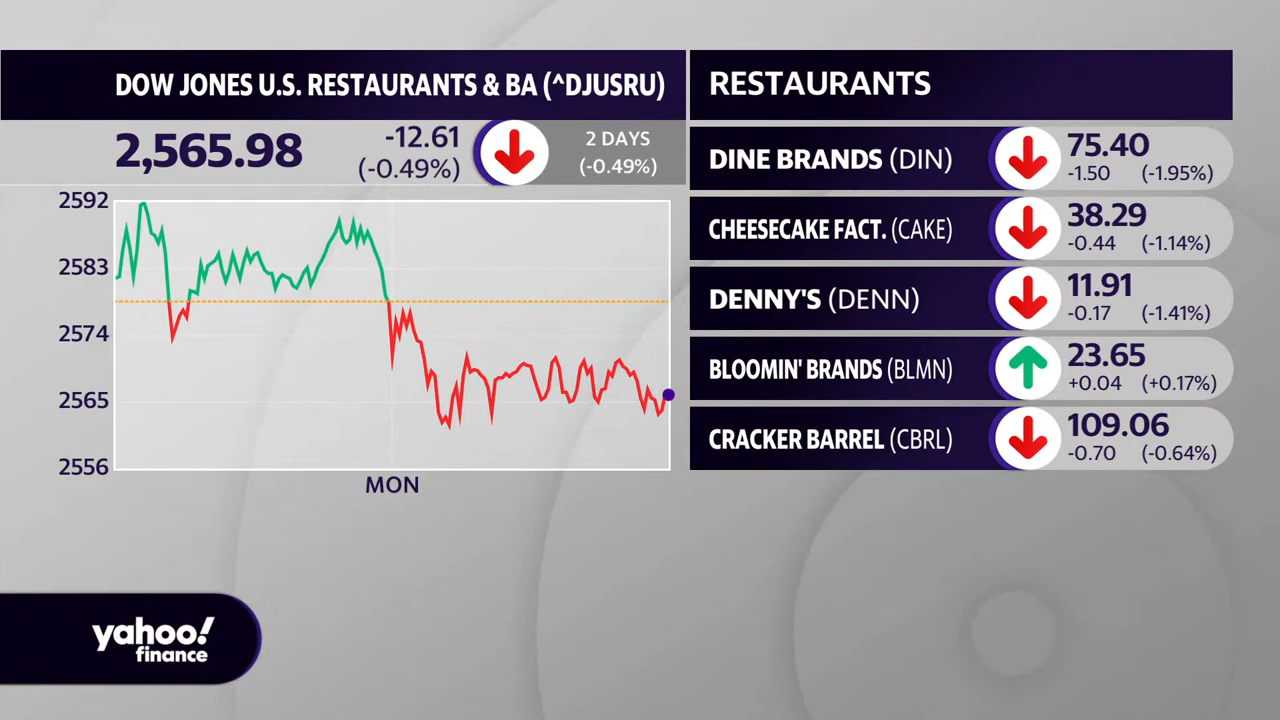 DOW JONES U.S. RESTAURANTS & BA (^DJUSRU)
2,565.98
-12.61
(-0.49%)
2 DAYS
(-0.49%)
2592
2583
2574
2565
2556
MON
RESTAURANTS
DINE BRANDS (DIN)
75.40
-1.50 (-1.95%)
CHEESECAKE FACT. (CAKE)
38.29
-0.44 (-1.14%)
DENNY'S (DENN)
11.91
-0.17 (-1.41%)
BLOOMIN' BRANDS (BLMN)
23.65
+0.04 (+0.17%)
CRACKER BARREL (CBRL)
109.06
-0.70 (-0.64%)
yahoo!
finance